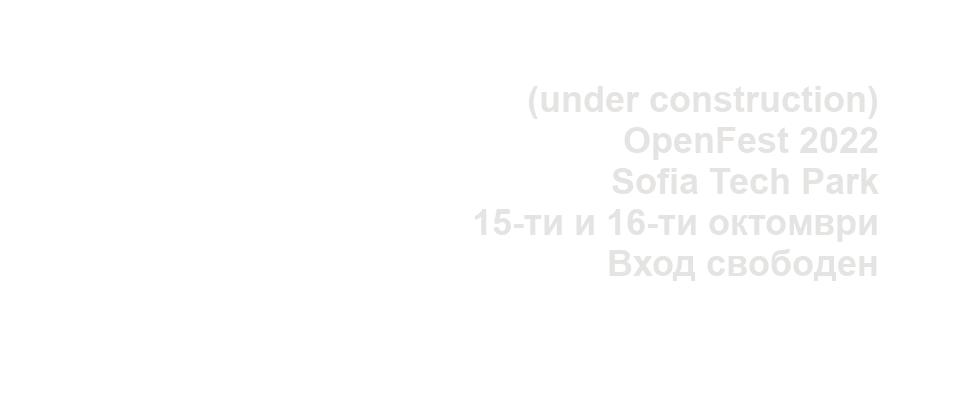 (under construction)
OpenFest 2022
Sofia Tech Park
15-ти и 16-ти октомври
Вход свободен